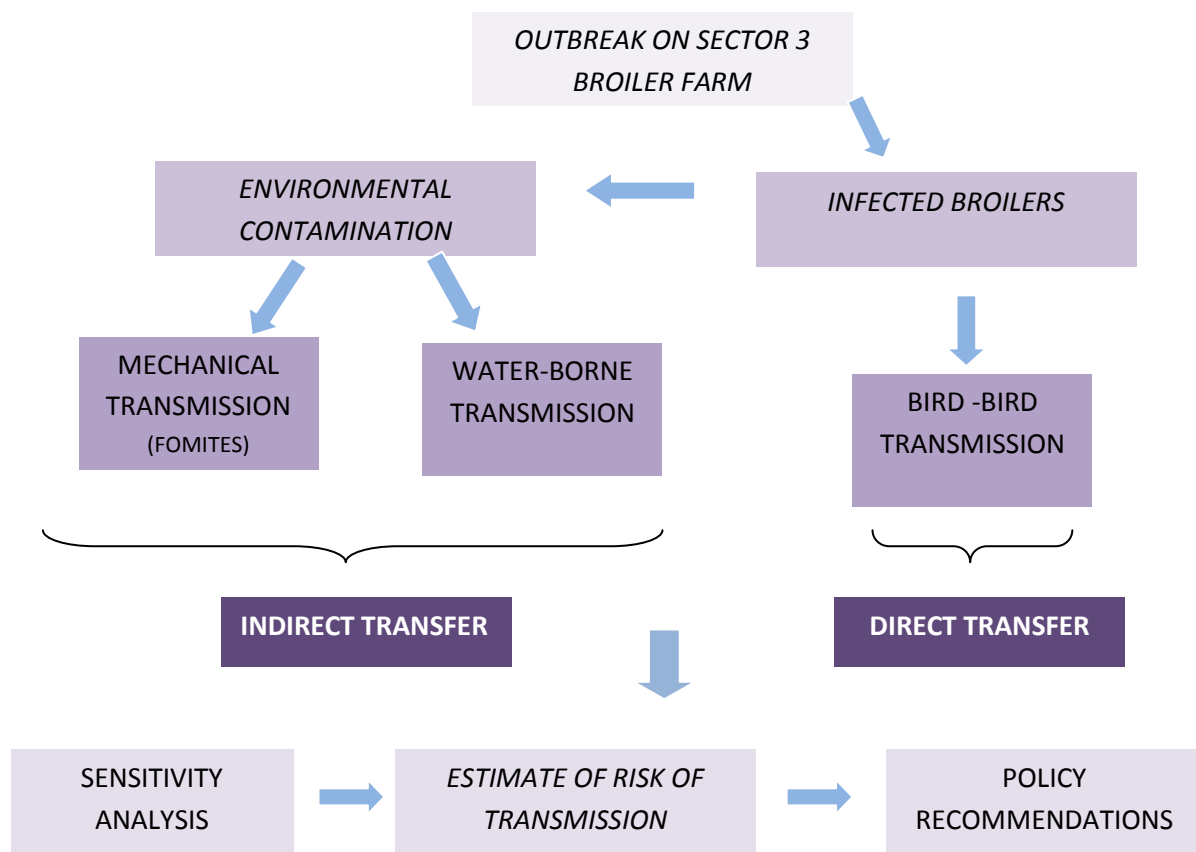 OUTBREAK ON SECTOR 3
BROILER FARM
ENVIRONMENTAL
CONTAMINATION
INFECTED BROILERS
MECHANICAL
TRANSMISSION
(FOMITES)
WATER-BORNE
TRANSMISSION
BIRD -BIRD
TRANSMISSION
INDIRECT TRANSFER
DIRECT TRANSFER
SENSITIVITY
ANALYSIS
ESTIMATE OF RISK OF
TRANSMISSION
POLICY
RECOMMENDATIONS